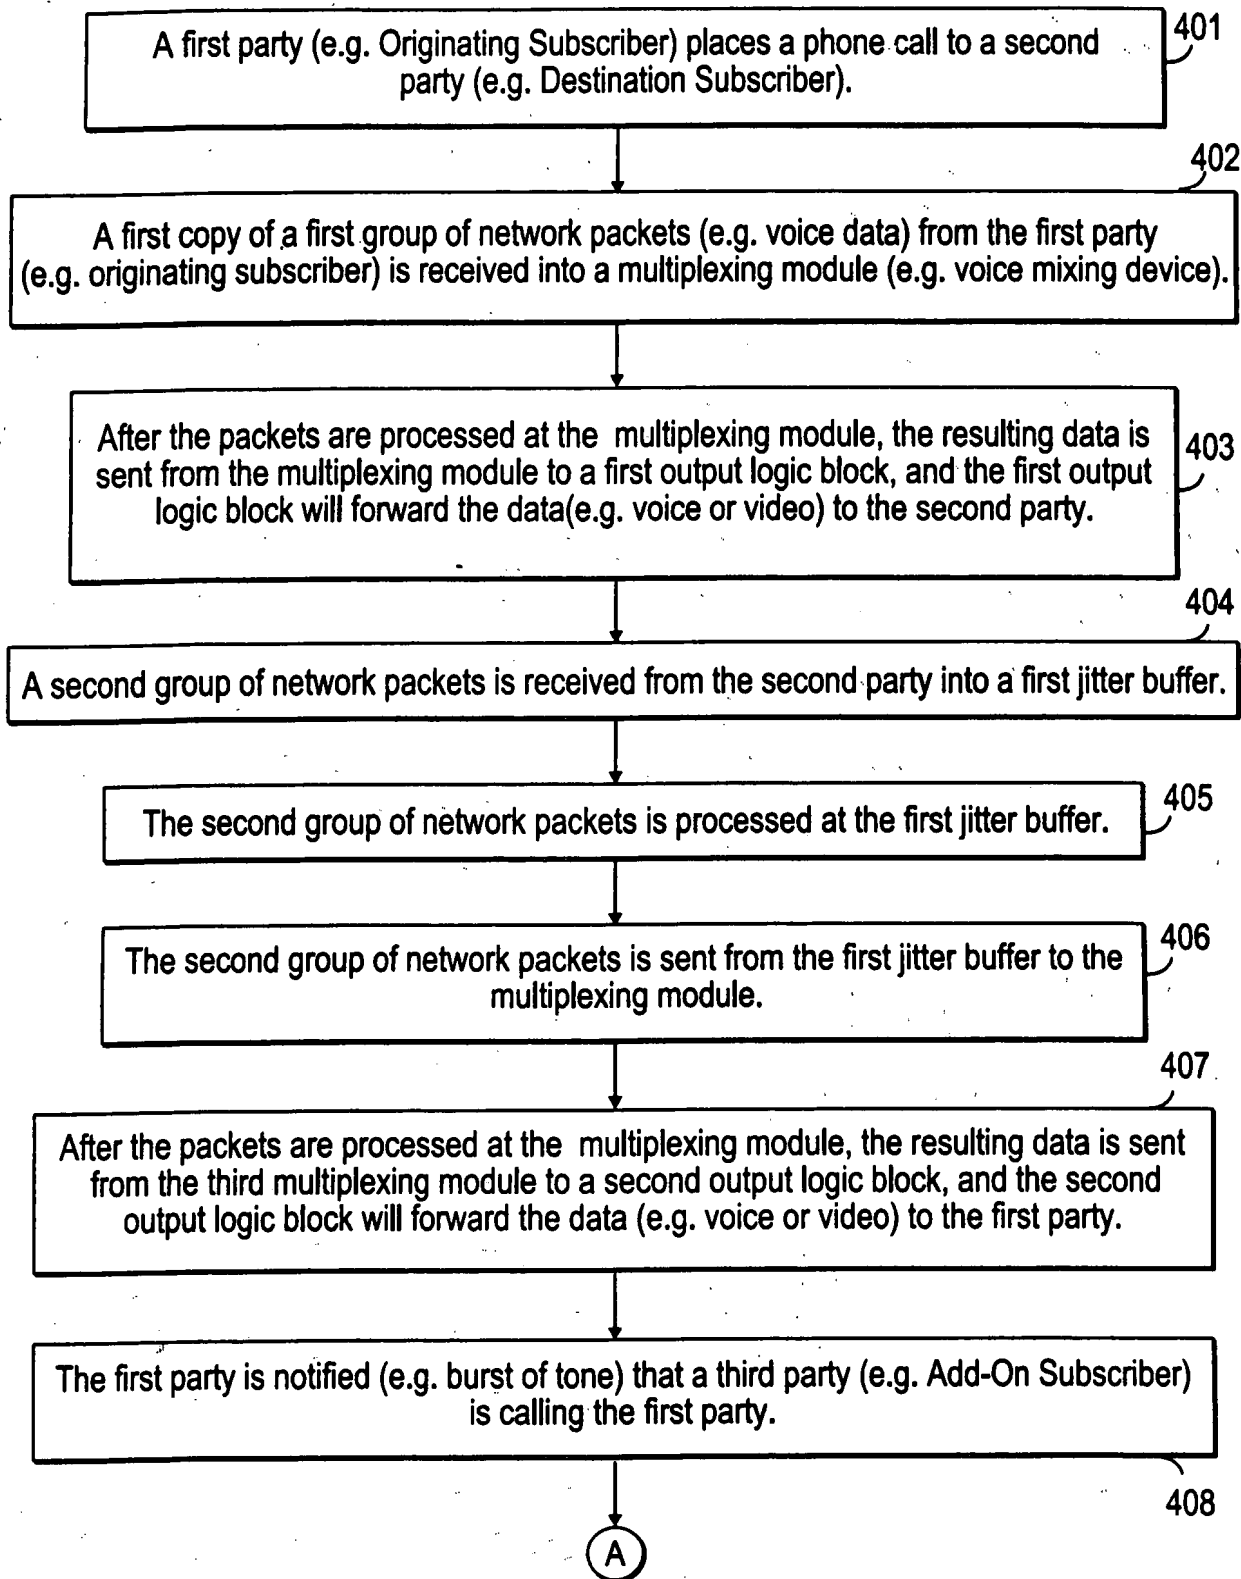 401
A first party (e.g. Originating Subscriber) places a phone call to a second
party (e.g. Destination Subscriber).
402
A first copy of a first group of network packets (e.g. voice data) from the first party
(e.g. originating subscriber) is received into a multiplexing module (e.g. voice mixing device).
403
After the packets are processed at the multiplexing module, the resulting data is
sent from the multiplexing module to a first output logic block, and the first output
logic block will forward the data(e.g. voice or video) to the second party.
404
A second group of network packets is received from the second party into a first jitter buffer.
405
The second group of network packets is processed at the first jitter buffer.
406
The second group of network packets is sent from the first jitter buffer to the
multiplexing module.
407
After the packets are processed at the multiplexing module, the resulting data is sent
from the third multiplexing module to a second output logic block, and the second
output logic block will forward the data (e.g. voice or video) to the first party.
The first party is notified (e.g. burst of tone) that a third party (e.g. Add-On Subscriber)
is calling the first party.
408
A